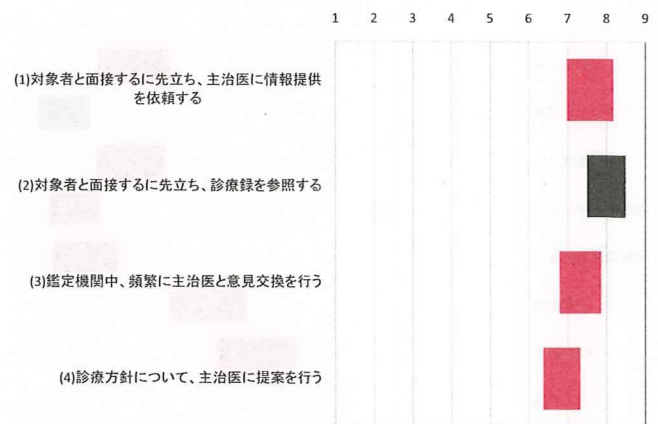 1 2 3 4 5 6 7 8 9
(1)対象者と面接するに先立ち、主治医に情報提供
を依頼する
(2)対象者と面接するに先立ち、診療録を参照する
(3)鑑定機関中、頻繁に主治医と意見交換を行う
(4)診療方針について、主治医に提案を行う